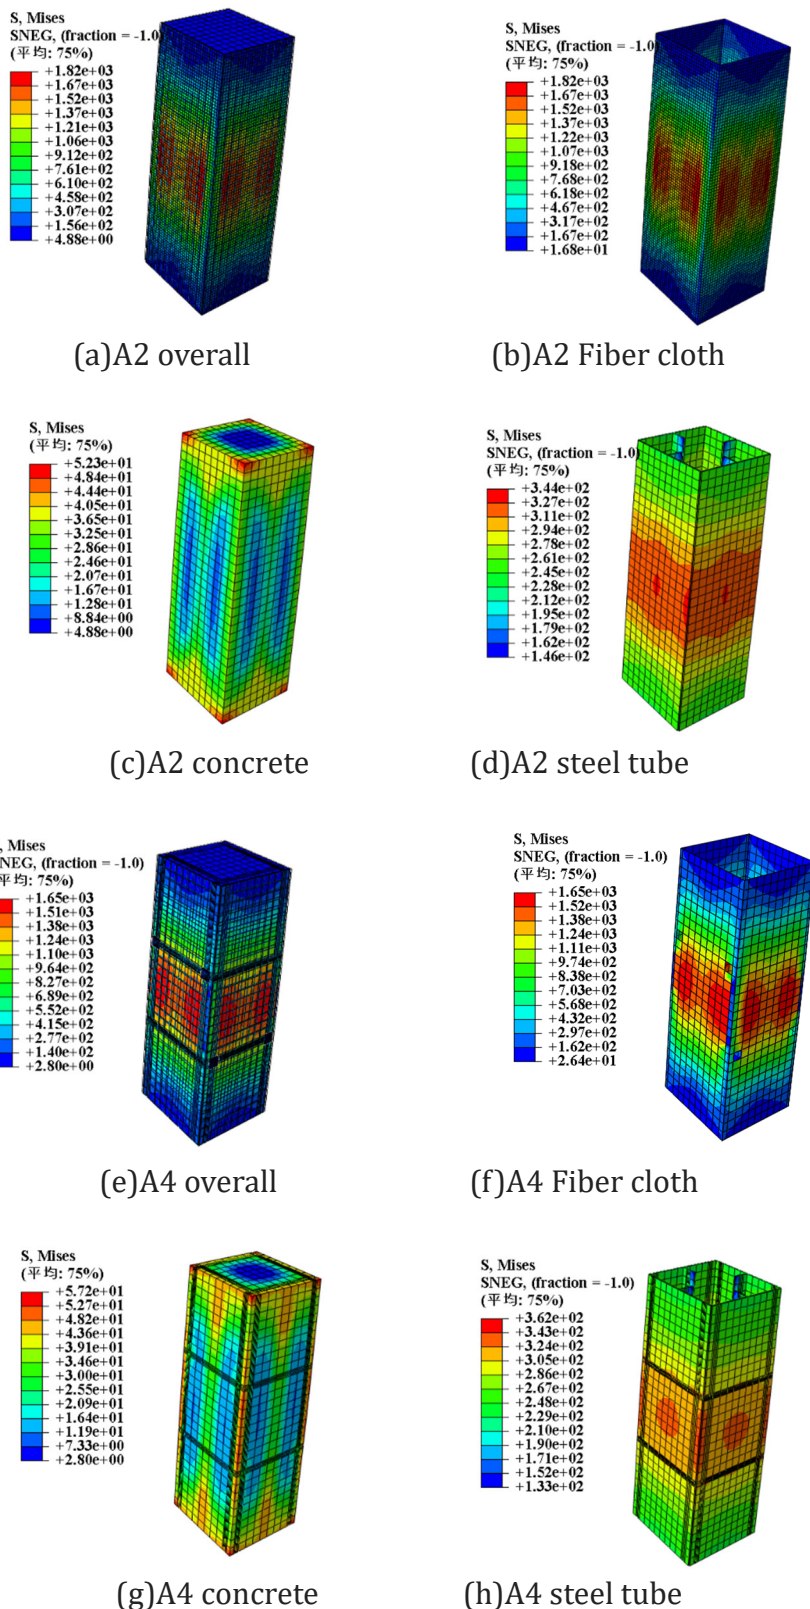 S, Mises
SNEG, (fraction = -1.0)
(平均: 75%)
+1.82e+03
+1.67e+03
+1.52e+03
+1.37e+03
+1.21e+03
+1.06e+03
+9.12e+02
+7.61e+02
+6.10e+02
+4.58e+02
+3.07e+02
+1.56e+02
+4.88e+00
(a)A2 overall
S, Mises
SNEG, (fraction = -1.0)
(平均: 75%)
+1.82e+03
+1.67e+03
+1.52e+03
+1.37e+03
+1.22e+03
+1.07e+03
+9.18e+02
+7.68e+02
+6.18e+02
+4.67e+02
+3.17e+02
+1.67e+02
+1.68e+01
(b)A2 Fiber cloth
S, Mises
(平均: 75%)
+5.23e+01
+4.84e+01
+4.44e+01
+4.05e+01
+3.65e+01
+3.25e+01
+2.86e+01
+2.46e+01
+2.07e+01
+1.67e+01
+1.28e+01
+8.84e+00
+4.88e+00
(c)A2 concrete
S, Mises
SNEG, (fraction = -1.0)
(平均: 75%)
+3.44e+02
+3.27e+02
+3.11e+02
+2.94e+02
+2.78e+02
+2.61e+02
+2.45e+02
+2.28e+02
+2.12e+02
+1.95e+02
+1.79e+02
+1.62e+02
+1.46e+02
(d)A2 steel tube
, Mises
NEG, (fraction = -1.0)
平均: 75%)
+1.65e+03
+1.51e+03
+1.38e+03
+1.24e+03
+1.10e+03
+9.64e+02
+8.27e+02
+6.89e+02
+5.52e+02
+4.15e+02
+2.77e+02
+1.40e+02
+2.80e+00
(e)A4 overall
S, Mises
SNEG, (fraction = -1.0)
(平均: 75%)
+1.65e+03
+1.52e+03
+1.38e+03
+1.24e+03
+1.11e+03
+9.74e+02
+8.38e+02
+7.03e+02
+5.68e+02
+4.32e+02
+2.97e+02
+1.62e+02
+2.64e+01
(f)A4 Fiber cloth
S, Mises
(平均: 75%)
+5.72e+01
+5.27e+01
+4.82e+01
+4.36e+01
+3.91e+01
+3.46e+01
+3.00e+01
+2.55e+01
+2.09e+01
+1.64e+01
+1.19e+01
+7.33e+00
+2.80e+00
(g)A4 concrete
S, Mises
SNEG, (fraction = -1.0)
(平均: 75%)
+3.62e+02
+3.43e+02
+3.24e+02
+3.05e+02
+2.86e+02
+2.67e+02
+2.48e+02
+2.29e+02
+2.10e+02
+1.90e+02
+1.71e+02
+1.52e+02
+1.33e+02
(h)A4 steel tube